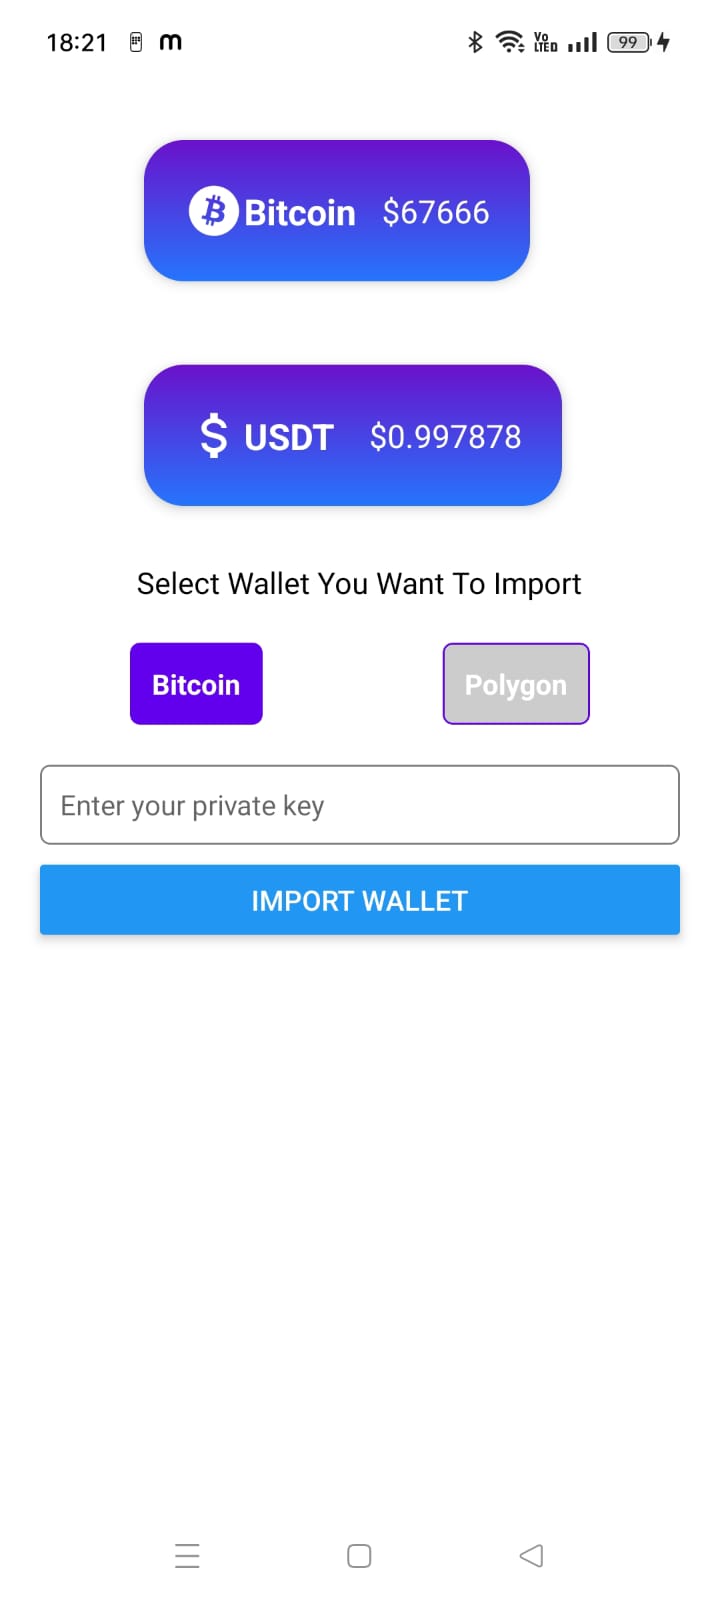 18:21 m Vo LTED 99
Bitcoin $67666
$ USDT $0.997878
Select Wallet You Want To Import
Bitcoin Polygon
Enter your private key
IMPORT WALLET